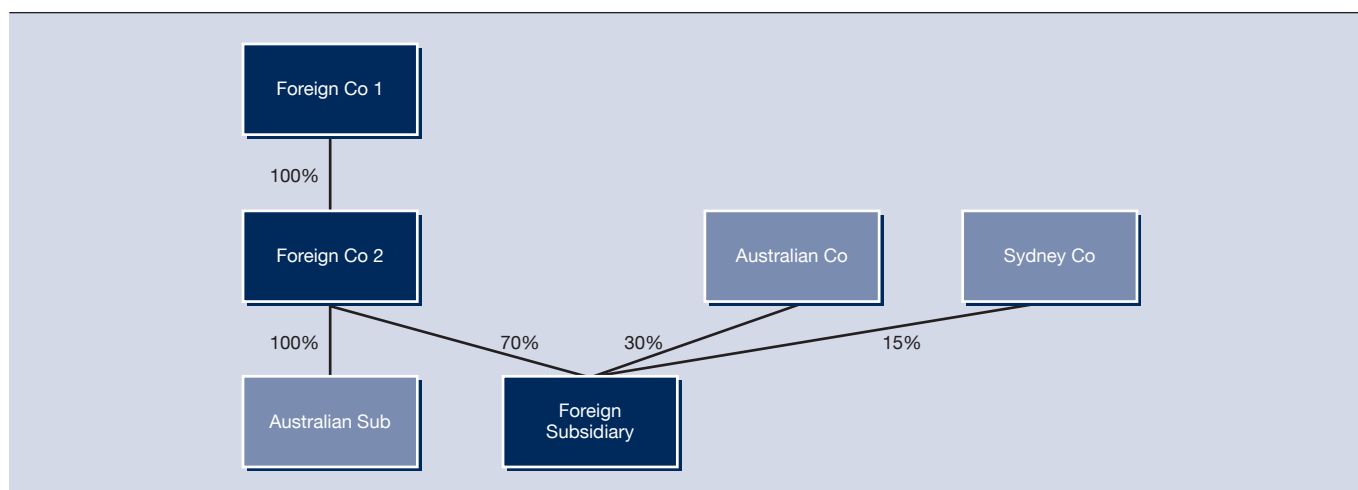 Foreign Co 1
100%
Foreign Co 2
Australian Co
Sydney Co
100%
70%
30%
15%
Australian Sub
Foreign
Subsidiary